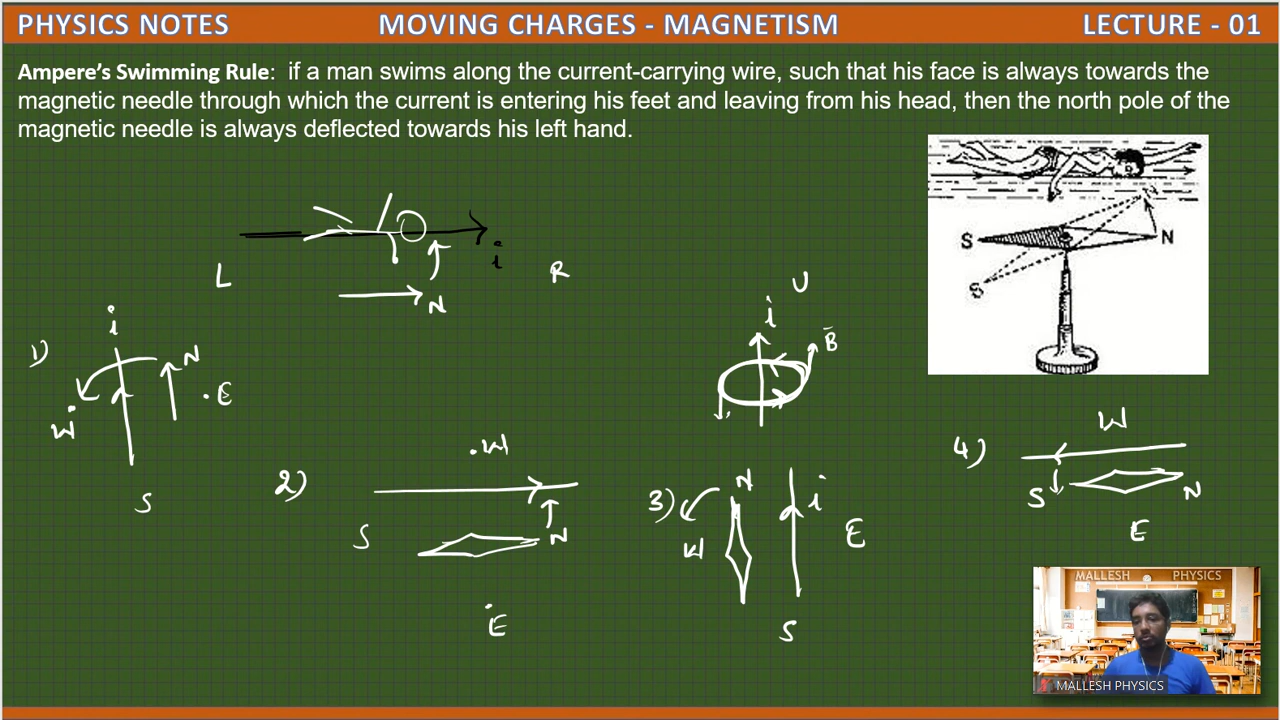 PHYSICS NOTES MOVING CHARGES - MAGNETISM LECTURE - 01
Ampere's Swimming Rule: if a man swims along the current-carrying wire, such that his face is always towards the
magnetic needle through which the current is entering his feet and leaving from his head, then the north pole of the
magnetic needle is always deflected towards his left hand.
S N
S
i
L R
N
U
i
B
1) i
N
E
W
S
2) W
S N
E
3) N i
W E
S
4) W
S N
E
MALLESH PHYSICS
MALLESH PHYSICS